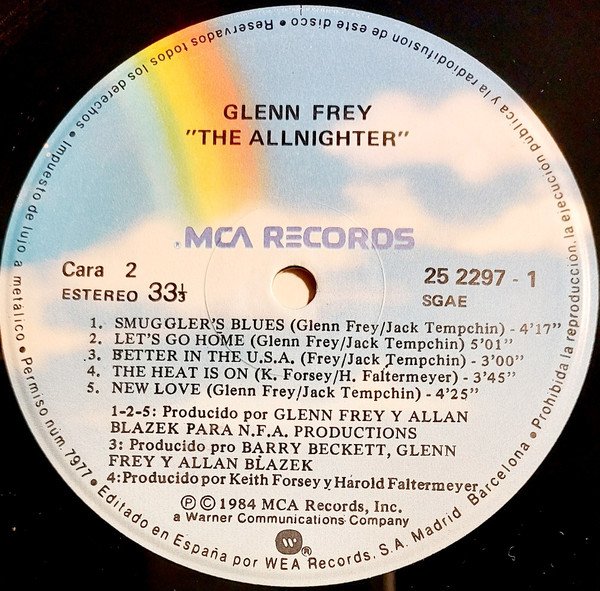 GLENN FREY
"THE ALLNIGHTER"
MCA RECORDS
Cara 2
ESTEREO 33⅓
25 2297 - 1
SGAE
1. SMUGGLER'S BLUES (Glenn Frey/Jack Tempchin) - 4'17"
2. LET'S GO HOME (Glenn Frey/Jack Tempchin) 5'01"
3. BETTER IN THE U.S.A. (Frey/Jack Tempchin) - 3'00"
4. THE HEAT IS ON (K. Forsey/H. Faltermeyer) - 3'45"
5. NEW LOVE (Glenn Frey/Jack Tempchin) - 4'25"
1-2-5: Producido por GLENN FREY Y ALLAN
BLAZEK PARA N.F.A. PRODUCTIONS
3: Producido pro BARRY BECKETT, GLENN
FREY Y ALLAN BLAZEK
4: Producido por Keith Forsey y Harold Faltermeyer
Ⓟ © 1984 MCA Records, Inc.
a Warner Communications Company
W ®
• Editado en España por WEA Records, S.A. Madrid Barcelona • Prohibida la reproducción, la ejecución pública y la radiodifusion de este disco • Reservados todos los derechos • Impuesto de lujo a metalico • Permiso núm. 7977